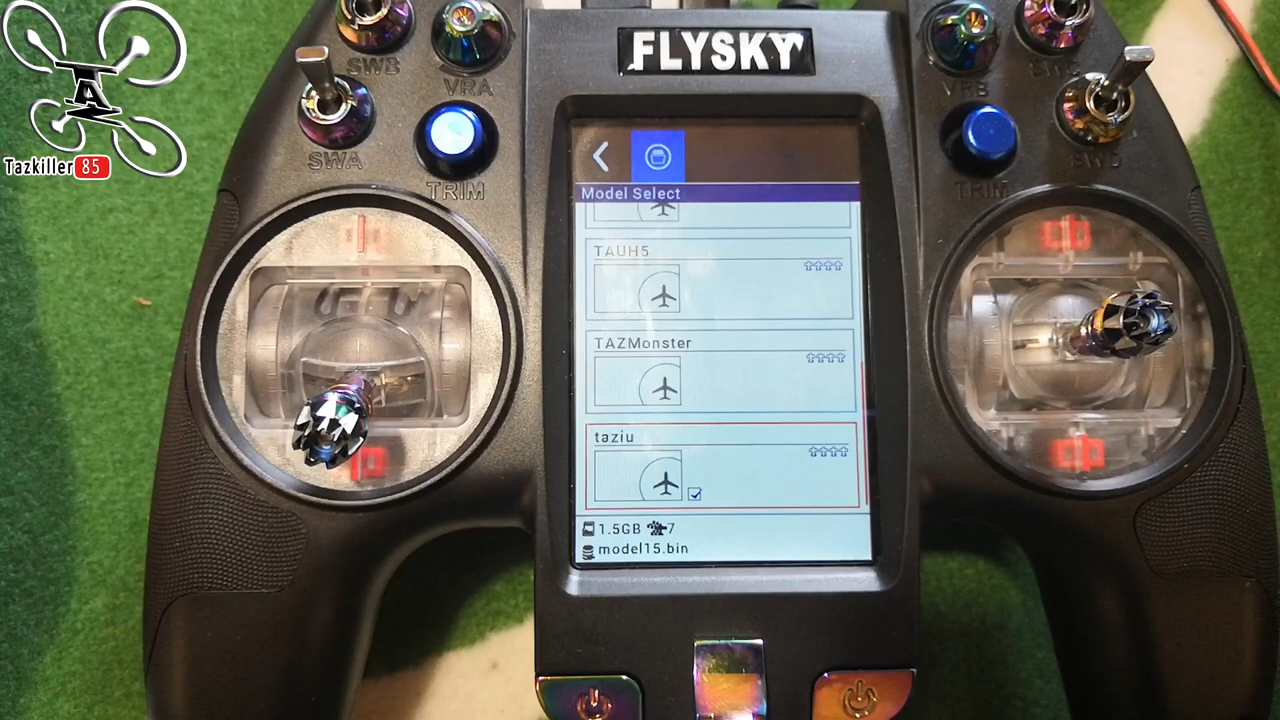 A
Tazkiller 85
FLYSKY
SWB
VRA
VRB
SWC
SWA
SWD
TRIM
TRIM
Model Select
TAUH5
TAZMonster
taziu
1.5GB 7
model15.bin